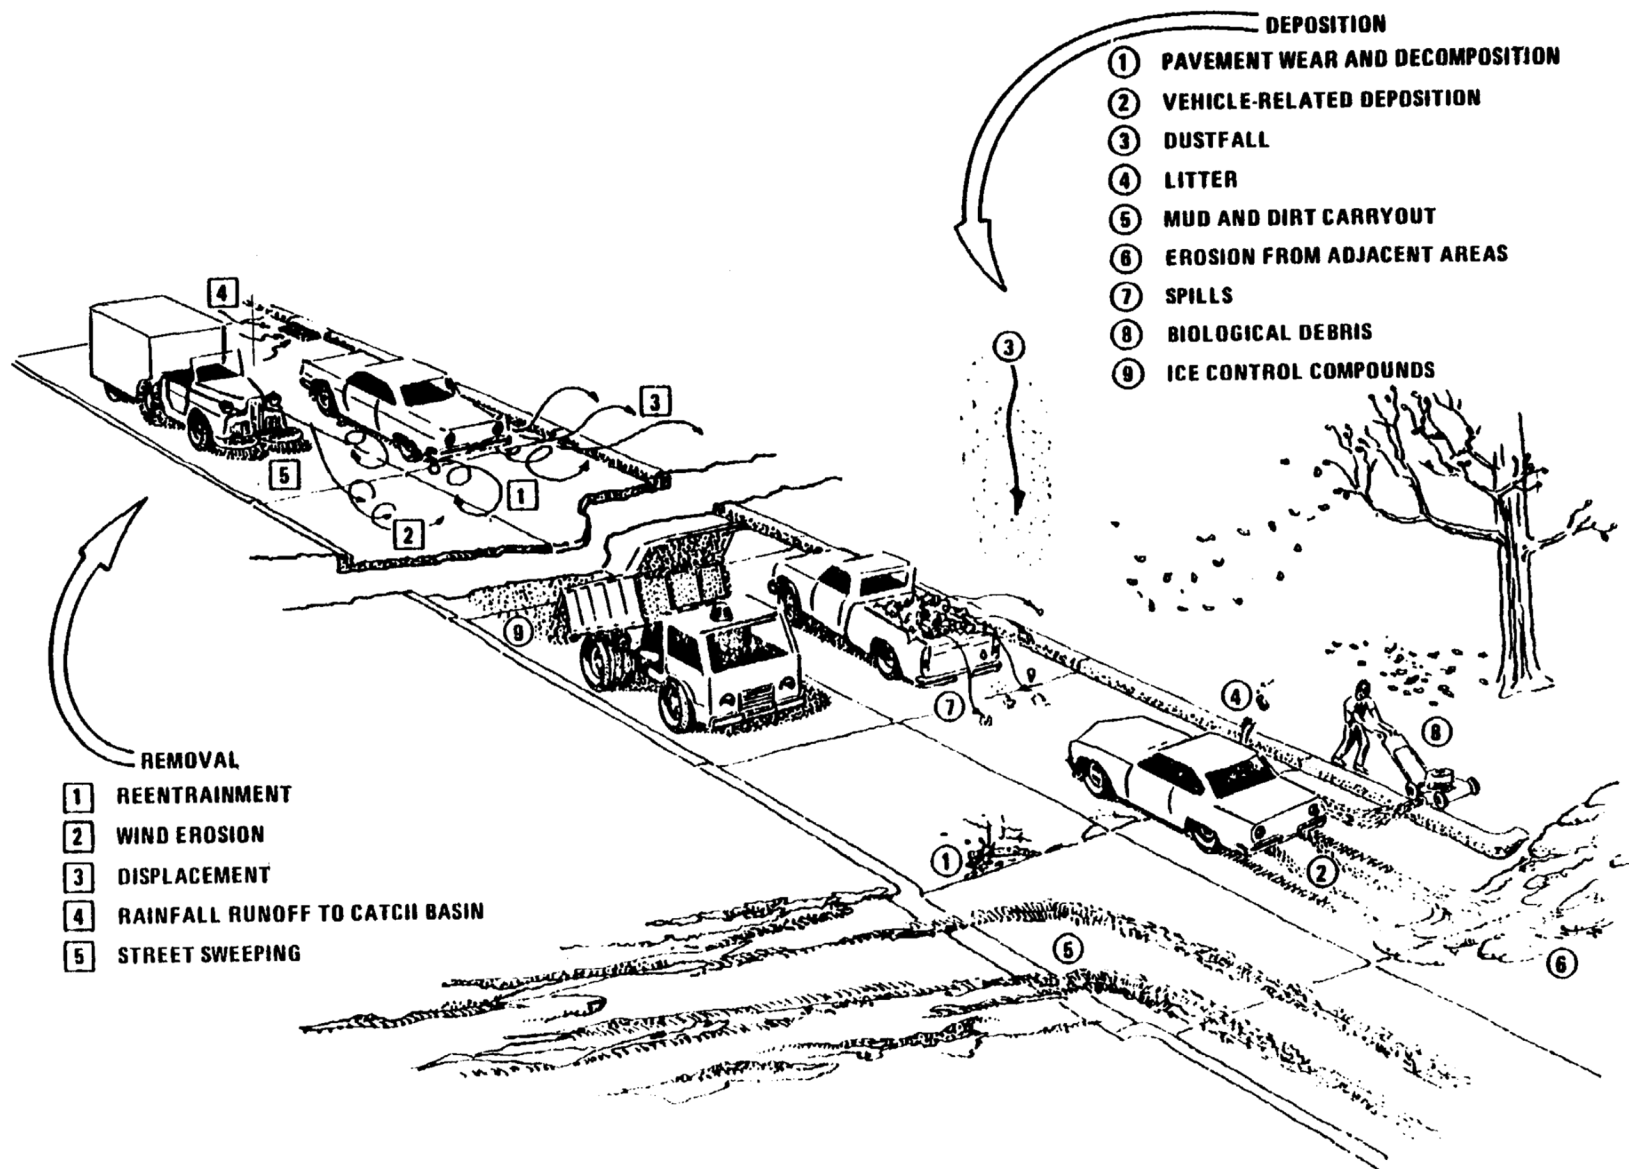 DEPOSITION
1 PAVEMENT WEAR AND DECOMPOSITION
2 VEHICLE-RELATED DEPOSITION
3 DUSTFALL
4 LITTER
5 MUD AND DIRT CARRYOUT
6 EROSION FROM ADJACENT AREAS
7 SPILLS
8 BIOLOGICAL DEBRIS
9 ICE CONTROL COMPOUNDS
4
3
3
5
1
2
9
7
4
8
1
2
5
6
REMOVAL
1 REENTRAINMENT
2 WIND EROSION
3 DISPLACEMENT
4 RAINFALL RUNOFF TO CATCH BASIN
5 STREET SWEEPING